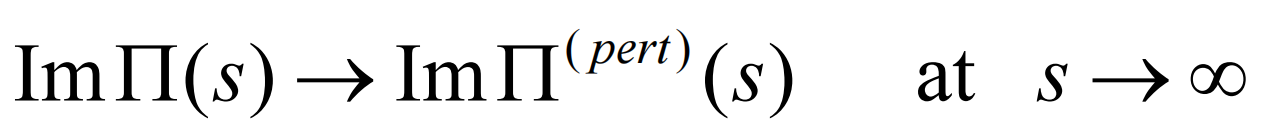 Im Π(s) → Im Π^(pert)(s) at s → ∞